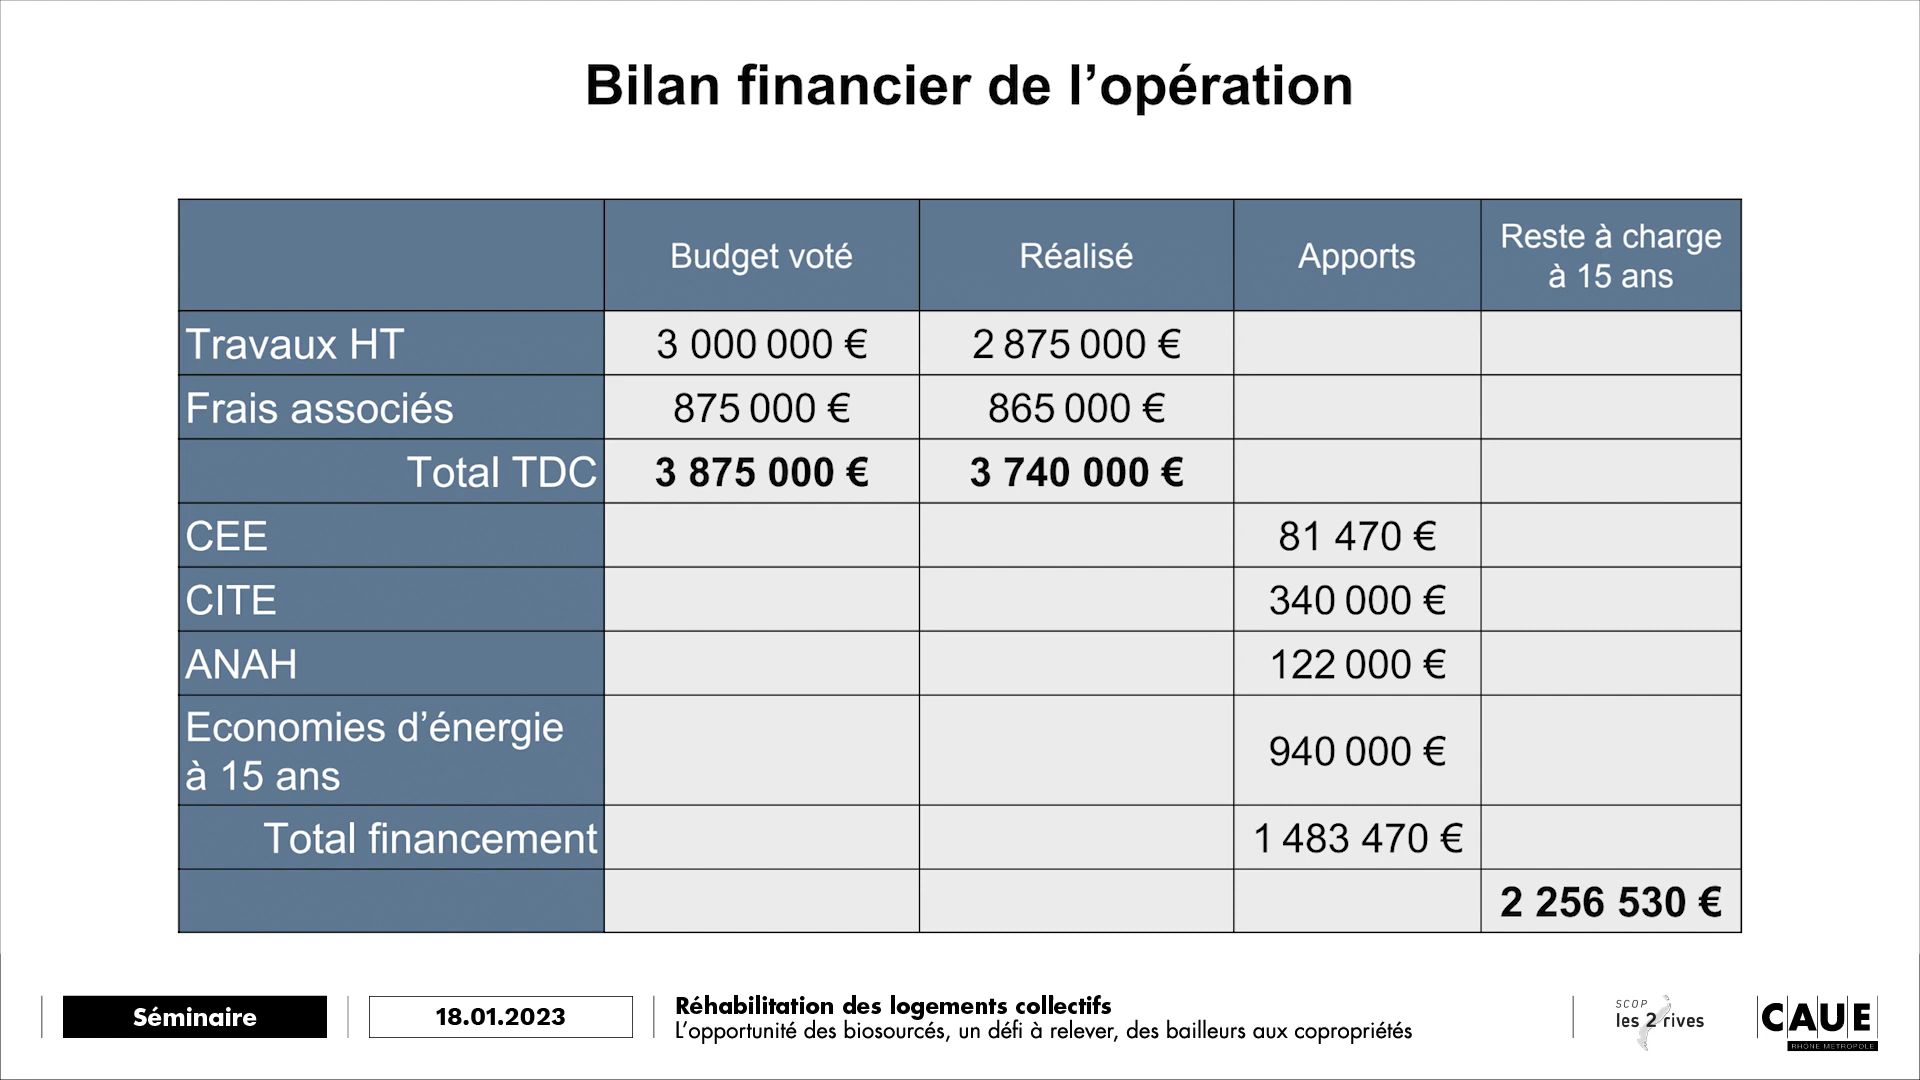 Bilan financier de l’opération
Budget voté Réalisé Apports Reste à charge
à 15 ans
Travaux HT 3 000 000 € 2 875 000 €
Frais associés 875 000 € 865 000 €
Total TDC 3 875 000 € 3 740 000 €
CEE 81 470 €
CITE 340 000 €
ANAH 122 000 €
Economies d’énergie
à 15 ans 940 000 €
Total financement 1 483 470 €
2 256 530 €
Séminaire
18.01.2023
Réhabilitation des logements collectifs
L’opportunité des biosourcés, un défi à relever, des bailleurs aux copropriétés
SCOP
les 2 rives
CAUE
RHÔNE METROPOLE